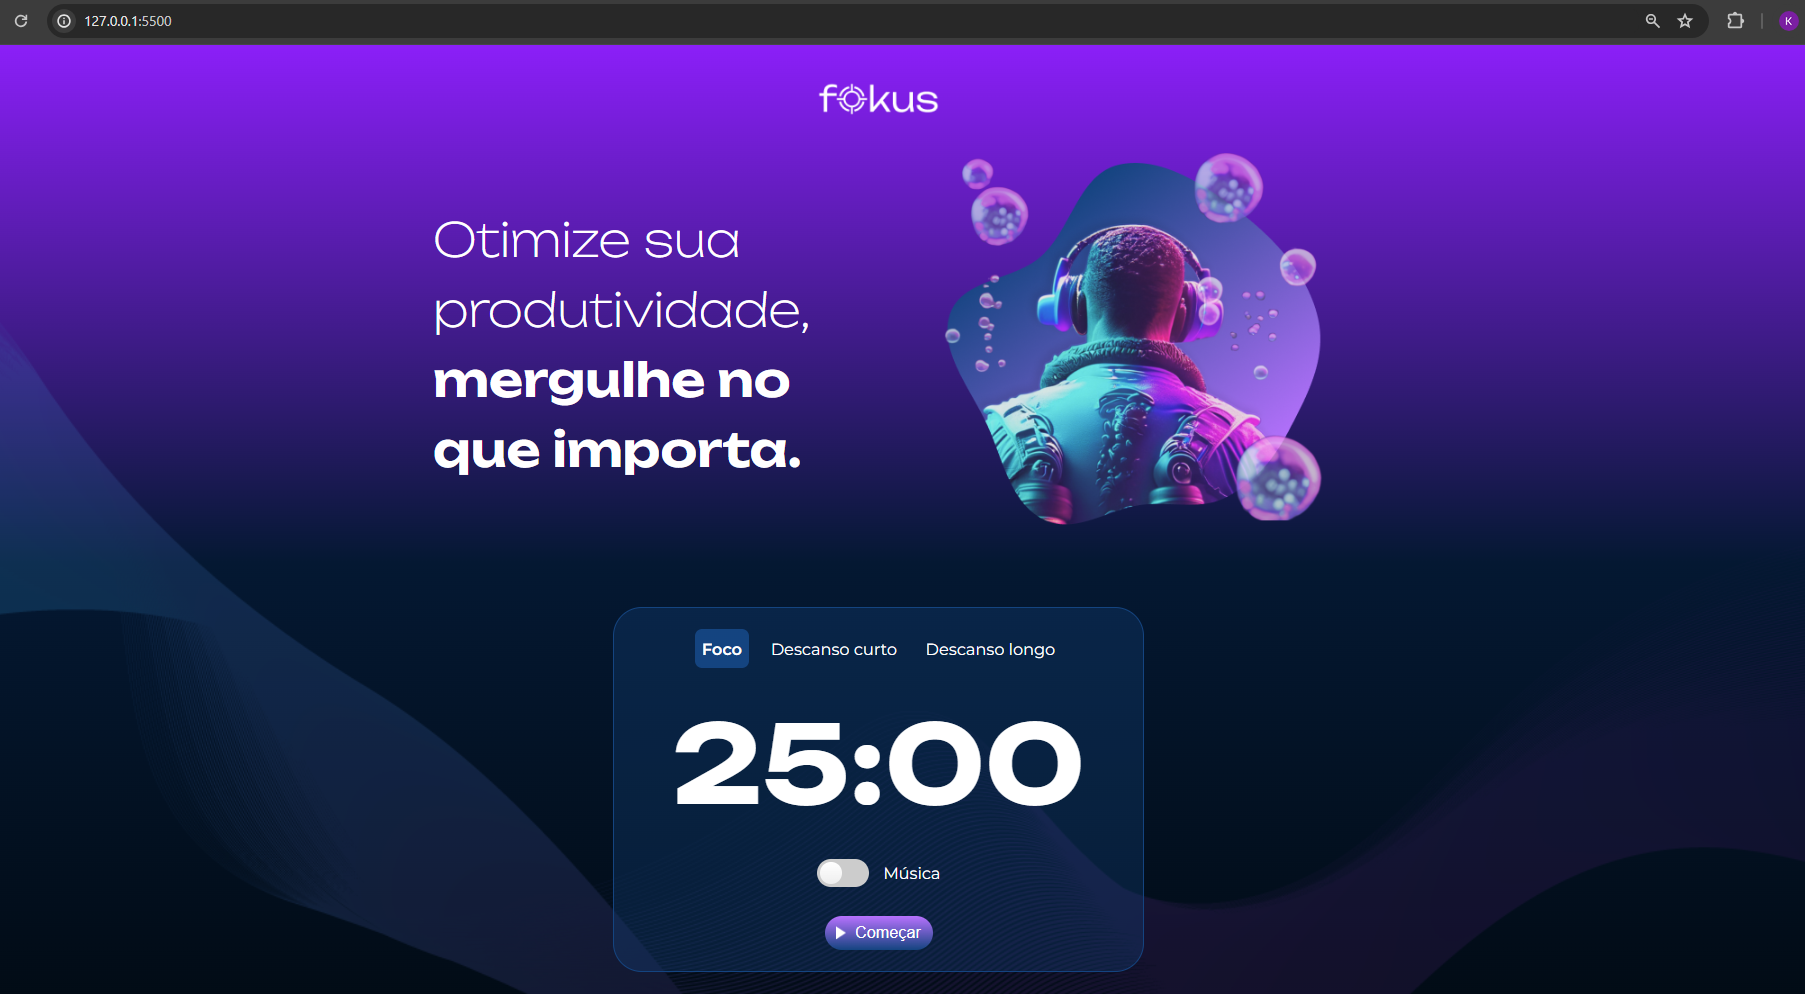 127.0.0.1:5500
K
fokus
Otimize sua
produtividade,
mergulhe no
que importa.
Foco Descanso curto Descanso longo
25:00
Música
Começar